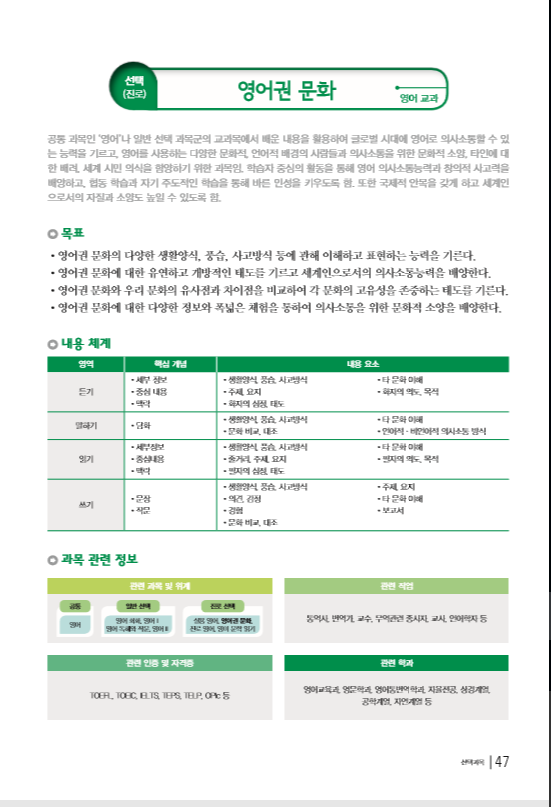 선택
(진로)
영어권 문화
영어 교과
공통 과목인 '영어'나 일반 선택 과목군의 교과목에서 배운 내용을 활용하여 글로벌 시대에 영어로 의사소통할 수 있
는 능력을 기르고, 영어를 사용하는 다양한 문화적, 언어적 배경의 사람들과 의사소통을 위한 문화적 소양, 타인에 대
한 배려, 세계 시민 의식을 함양하기 위한 과목임. 학습자 중심의 활동을 통해 영어 의사소통능력과 창의적 사고력을
배양하고, 협동 학습과 자기 주도적인 학습을 통해 바른 인성을 키우도록 함. 또한 국제적 안목을 갖게 하고 세계인
으로서의 자질과 소양도 높일 수 있도록 함.
목표
• 영어권 문화의 다양한 생활양식, 풍습, 사고방식 등에 관해 이해하고 표현하는 능력을 기른다.
• 영어권 문화에 대한 유연하고 개방적인 태도를 기르고 세계인으로서의 의사소통능력을 배양한다.
• 영어권 문화와 우리 문화의 유사점과 차이점을 비교하여 각 문화의 고유성을 존중하는 태도를 기른다.
• 영어권 문화에 대한 다양한 정보와 폭넓은 체험을 통하여 의사소통을 위한 문화적 소양을 배양한다.
내용 체계
영역 핵심 개념 내용 요소
듣기
• 세부 정보
• 중심 내용
• 맥락
• 생활양식, 풍습, 사고방식
• 주제, 요지
• 화자의 심정, 태도
• 타 문화 이해
• 화자의 의도, 목적
말하기
• 담화
• 생활양식, 풍습, 사고방식
• 문화 비교, 대조
• 타 문화 이해
• 언어적 · 비언어적 의사소통 방식
읽기
• 세부정보
• 중심내용
• 맥락
• 생활양식, 풍습, 사고방식
• 줄거리, 주제, 요지
• 필자의 심정, 태도
• 타 문화 이해
• 필자의 의도, 목적
쓰기
• 문장
• 작문
• 생활양식, 풍습, 사고방식
• 의견, 감정
• 경험
• 문화 비교, 대조
• 주제, 요지
• 타 문화 이해
• 보고서
과목 관련 정보
관련 과목 및 위계
공통
영어
일반 선택
영어 회화, 영어 I
영어 독해와 작문, 영어 II
진로 선택
실용 영어, 영어권 문화,
진로 영어, 영미 문학 읽기
관련 직업
통역사, 번역가, 교수, 무역관련 종사자, 교사, 언어학자 등
관련 인증 및 자격증
TOEFL, TOEIC, IELTS, TEPS, TELP, OPIc 등
관련 학과
영어교육과, 영문학과, 영어통번역학과, 자율전공, 상경계열,
공학계열, 자연계열 등
선택과목 47